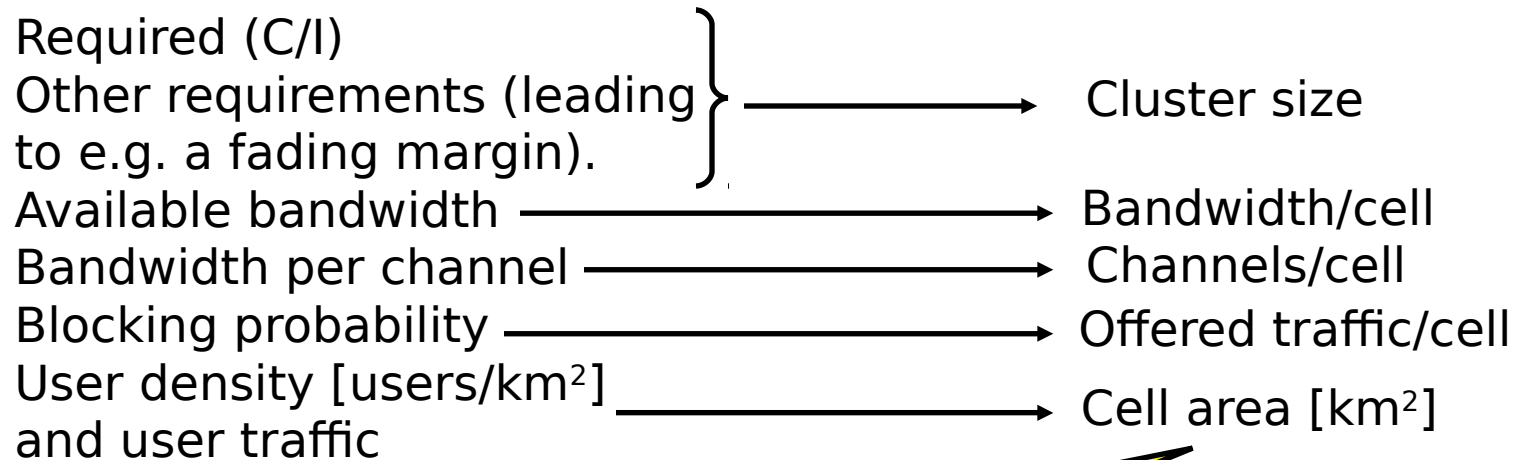 Required (C/I)
Other requirements (leading
to e.g. a fading margin).
Cluster size
Available bandwidth
Bandwidth/cell
Bandwidth per channel
Channels/cell
Blocking probability
Offered traffic/cell
User density [users/km²]
and user traffic
Cell area [km²]